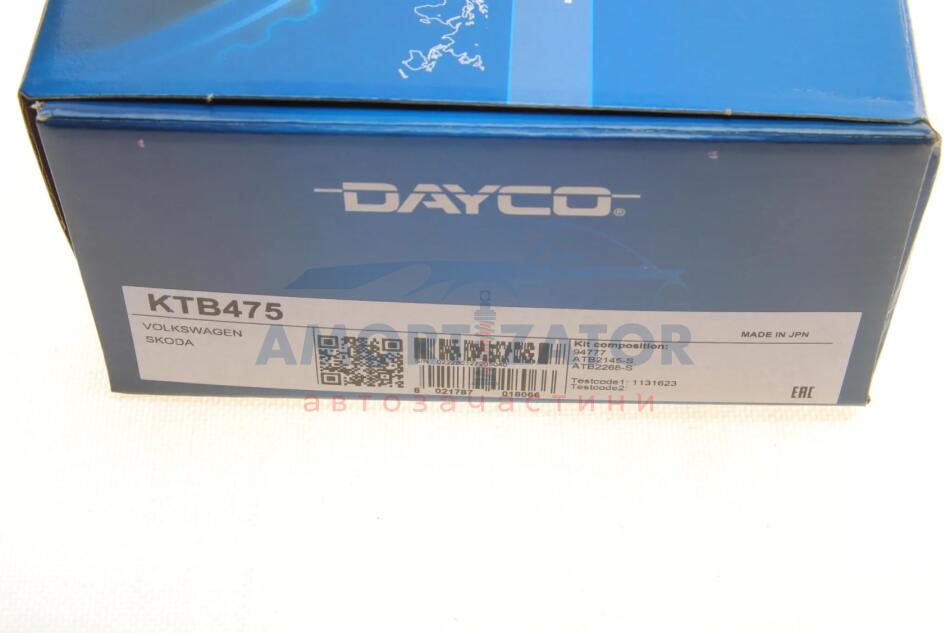 DAYCO®
KTB475
VOLKSWAGEN
SKODA
MADE IN JPN
AMORTIZATOR
Kit composition:
94777
ATB2145-S
ATB2268-S
Testcode1: 1131623
Testcode2:
8 021787 018066
EAC
автозачастини